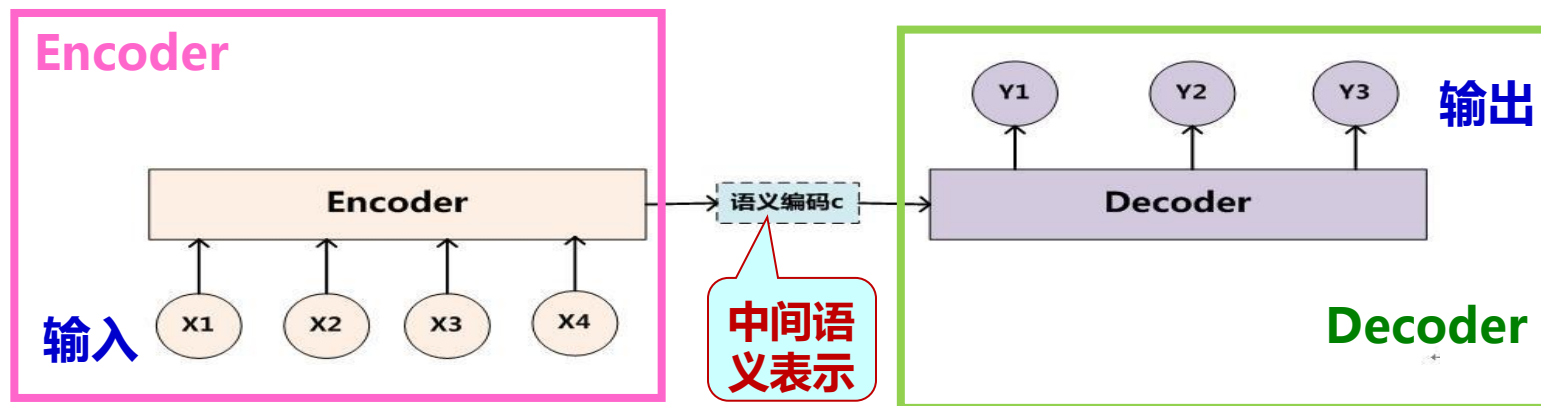 Encoder
Y1 Y2 Y3
输出
Encoder
语义编码c
Decoder
输入
X1 X2 X3 X4
中间语
义表示
Decoder